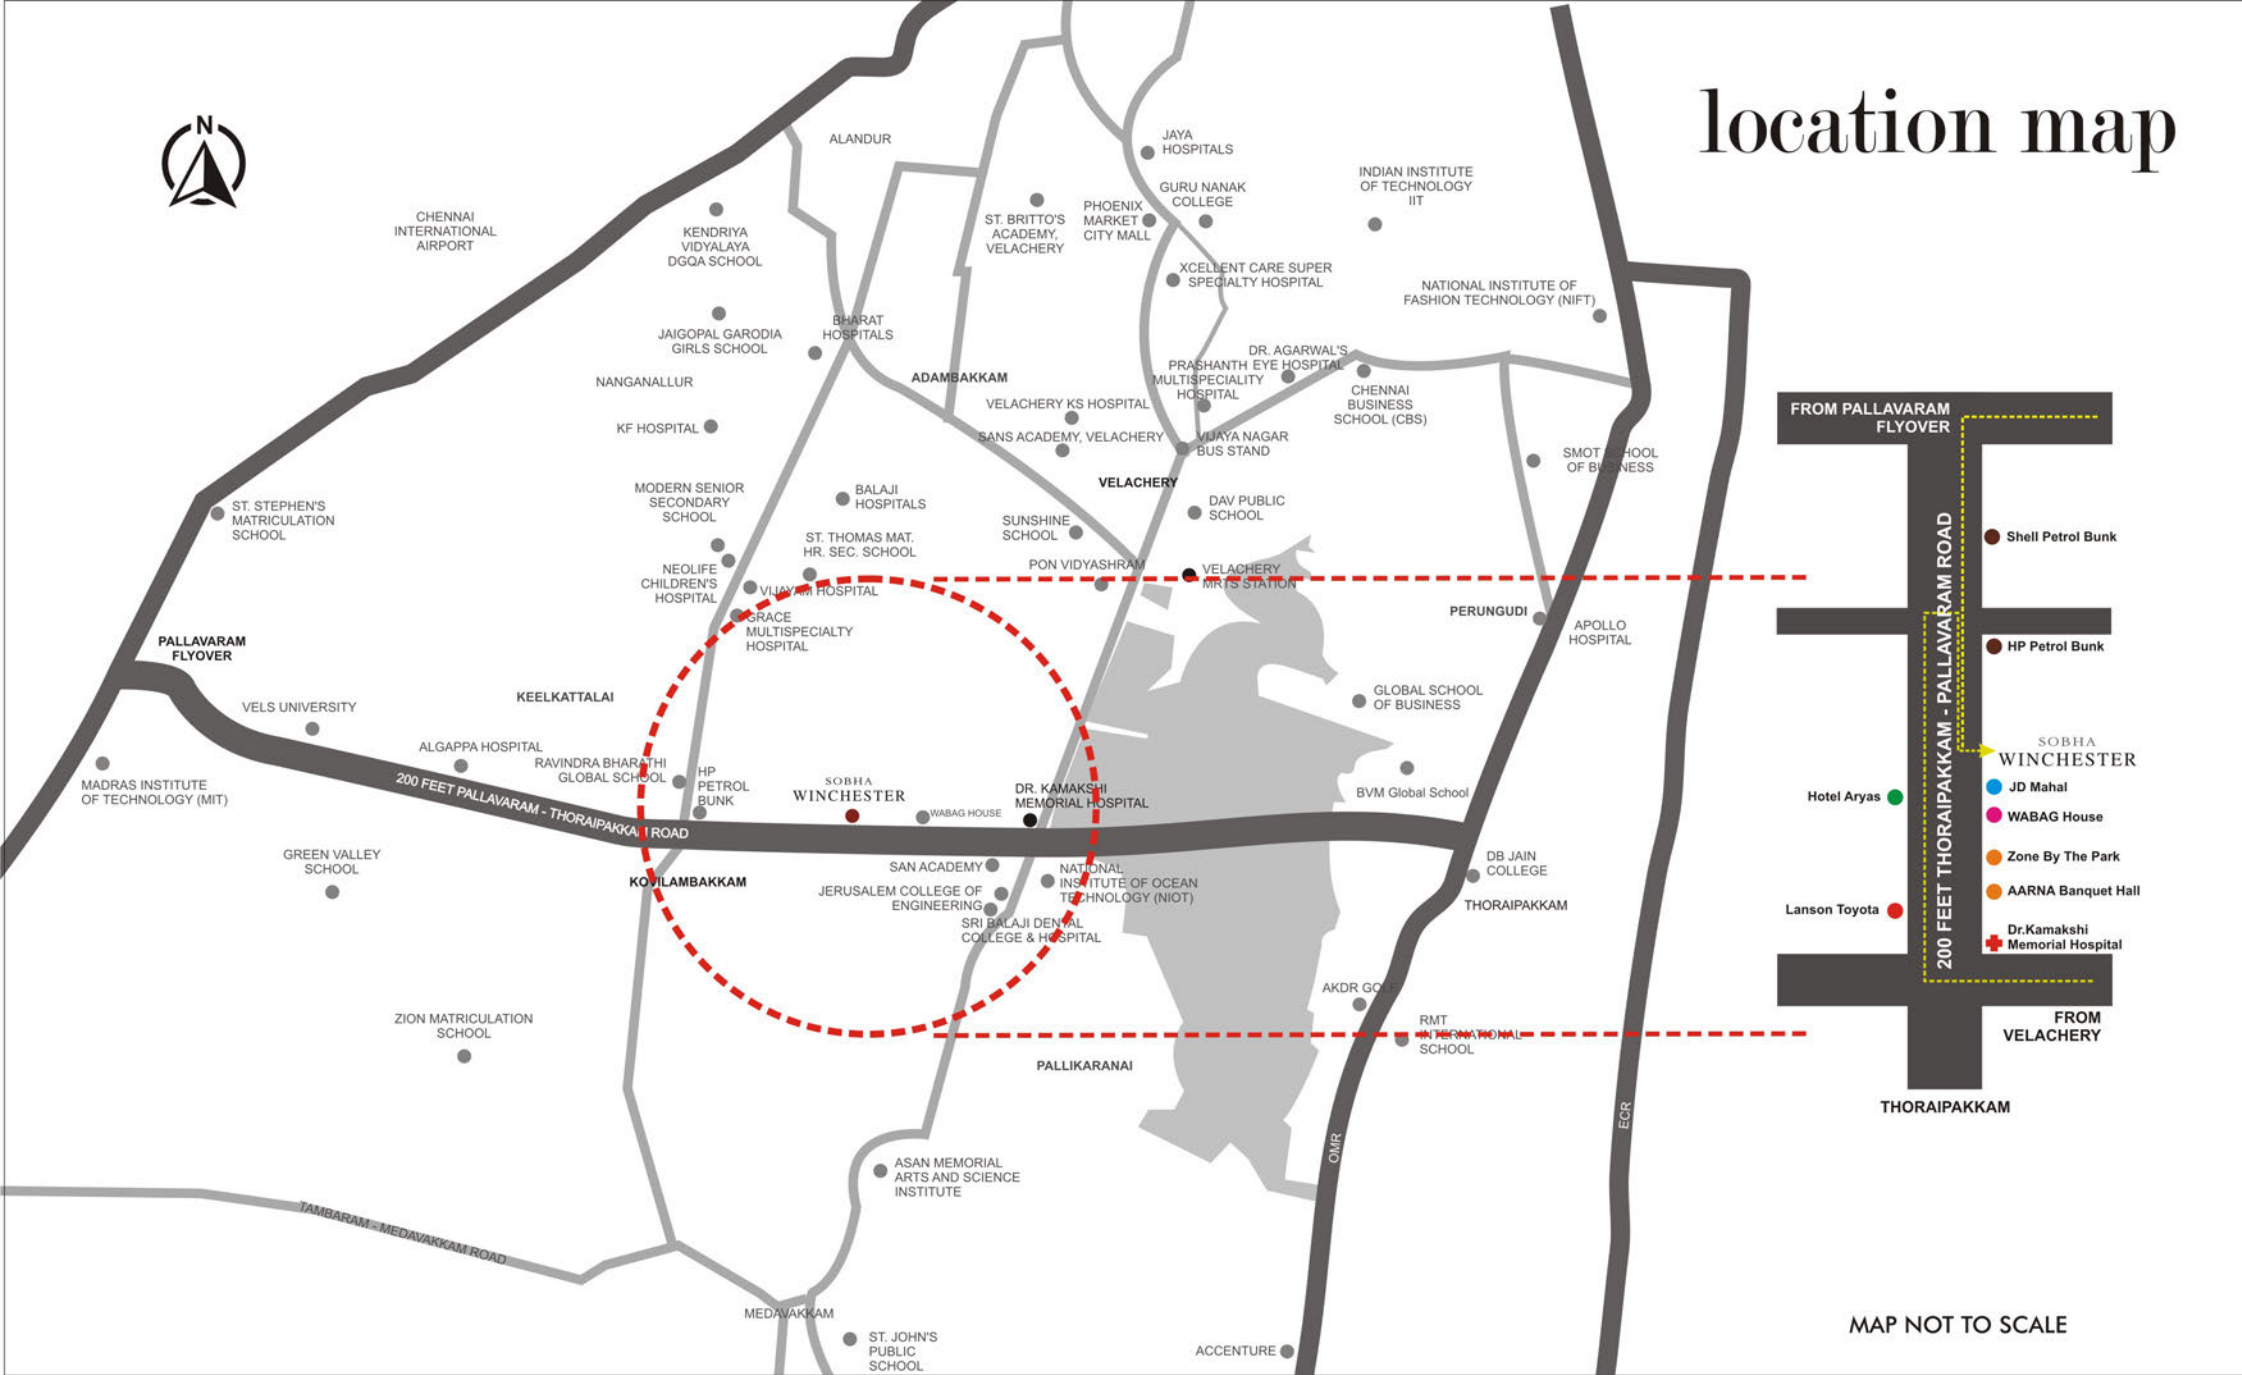 location map
N
ALANDUR
JAYA
HOSPITALS
CHENNAI
INTERNATIONAL
AIRPORT
KENDRIYA
VIDYALAYA
DGQA SCHOOL
ST. BRITTO'S
ACADEMY,
VELACHERY
PHOENIX
MARKET
CITY MALL
GURU NANAK
COLLEGE
INDIAN INSTITUTE
OF TECHNOLOGY
IIT
XCELLENT CARE SUPER
SPECIALTY HOSPITAL
NATIONAL INSTITUTE OF
FASHION TECHNOLOGY (NIFT)
JAIGOPAL GARODIA
GIRLS SCHOOL
BHARAT
HOSPITALS
NANGANALLUR
ADAMBAKKAM
DR. AGARWAL'S
EYE HOSPITAL
PRASHANTH
MULTISPECIALITY
HOSPITAL
CHENNAI
BUSINESS
SCHOOL (CBS)
VELACHERY KS HOSPITAL
KF HOSPITAL
SANS ACADEMY, VELACHERY
VIJAYA NAGAR
BUS STAND
SMOT SCHOOL
OF BUSINESS
VELACHERY
MODERN SENIOR
SECONDARY
SCHOOL
BALAJI
HOSPITALS
DAV PUBLIC
SCHOOL
ST. STEPHEN'S
MATRICULATION
SCHOOL
SUNSHINE
SCHOOL
ST. THOMAS MAT.
HR. SEC. SCHOOL
PON VIDYASHRAM
VELACHERY
MRTS STATION
NEOLIFE
CHILDREN'S
HOSPITAL
VIJAYAM HOSPITAL
GRACE
MULTISPECIALTY
HOSPITAL
PERUNGUDI
APOLLO
HOSPITAL
PALLAVARAM
FLYOVER
KEELKATTALAI
VELS UNIVERSITY
GLOBAL SCHOOL
OF BUSINESS
ALGAPPA HOSPITAL
RAVINDRA BHARATHI
GLOBAL SCHOOL
HP
PETROL
BUNK
SOBHA
WINCHESTER
WABAG HOUSE
DR. KAMAKSHI
MEMORIAL HOSPITAL
BVM Global School
MADRAS INSTITUTE
OF TECHNOLOGY (MIT)
200 FEET PALLAVARAM - THORAIPAKKAM ROAD
GREEN VALLEY
SCHOOL
KOVILAMBAKKAM
SAN ACADEMY
JERUSALEM COLLEGE OF
ENGINEERING
SRI BALAJI DENTAL
COLLEGE & HOSPITAL
NATIONAL
INSTITUTE OF OCEAN
TECHNOLOGY (NIOT)
DB JAIN
COLLEGE
THORAIPAKKAM
AKDR GOLF
ZION MATRICULATION
SCHOOL
RMT
INTERNATIONAL
SCHOOL
PALLIKARANAI
OMR
ECR
ASAN MEMORIAL
ARTS AND SCIENCE
INSTITUTE
TAMBARAM - MEDAVAKKAM ROAD
MEDAVAKKAM
ST. JOHN'S
PUBLIC
SCHOOL
ACCENTURE
FROM PALLAVARAM
FLYOVER
Shell Petrol Bunk
200 FEET THORAIPAKKAM - PALLAVARAM ROAD
HP Petrol Bunk
SOBHA
WINCHESTER
JD Mahal
Hotel Aryas
WABAG House
Zone By The Park
AARNA Banquet Hall
Lanson Toyota
Dr.Kamakshi
Memorial Hospital
FROM
VELACHERY
THORAIPAKKAM
MAP NOT TO SCALE